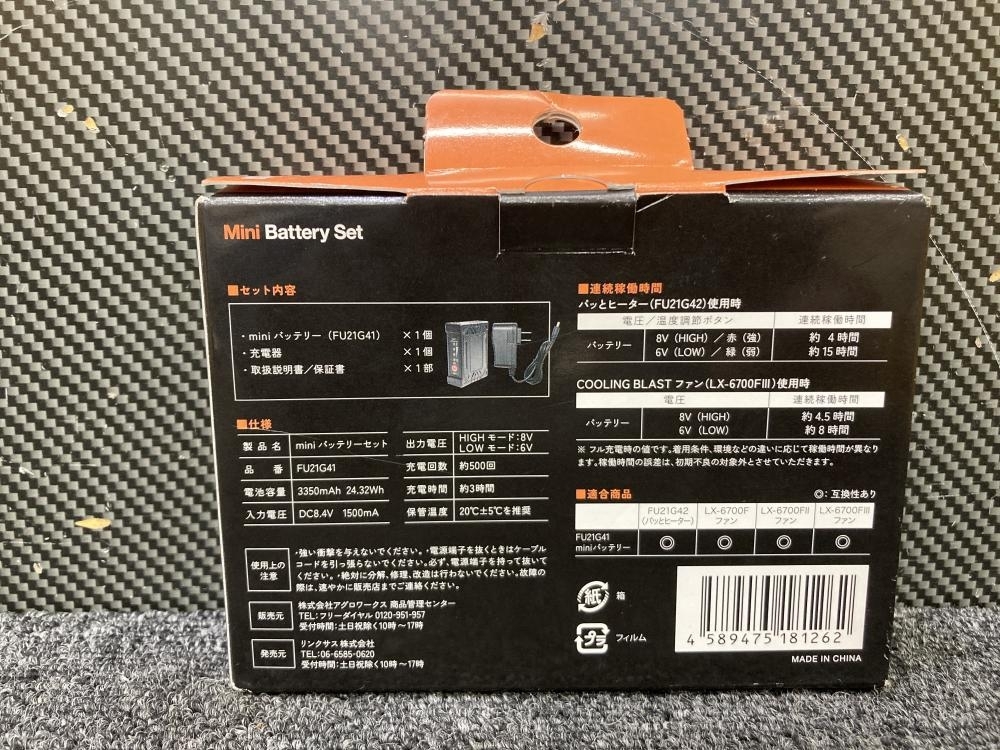 Mini Battery Set
■セット内容
・mini バッテリー（FU21G41） ×1個
・充電器 ×1個
・取扱説明書／保証書 ×1部
■仕様
製品名 mini バッテリーセット
品番 FU21G41
電池容量 3350mAh 24.32Wh
入力電圧 DC8.4V 1500mA
出力電圧 HIGH モード:8V
LOW モード:6V
充電回数 約500回
充電時間 約3時間
保管温度 20℃±5℃を推奨
使用上の注意
・強い衝撃を与えないでください。・電源端子を抜くときはケーブル
コードを引っ張らないでください。必ず、電源端子を持って抜いて
ください。・絶対に分解、修理、改造は行わないでください。故障の
際は、速やかに販売店までご連絡ください。
販売元
株式会社アグロワークス 商品管理センター
TEL:フリーダイヤル 0120-951-957
受付時間:土日祝除く10時～17時
発売元
リンクサス株式会社
TEL:06-6585-0620
受付時間:土日祝除く10時～17時
■連続稼働時間
パッとヒーター（FU21G42）使用時
電圧／温度調節ボタン 連続稼働時間
バッテリー 8V（HIGH）／赤（強） 約 4時間
6V（LOW）／緑（弱） 約15時間
COOLING BLAST ファン（LX-6700FⅢ）使用時
電圧 連続稼働時間
バッテリー 8V（HIGH） 約4.5時間
6V（LOW） 約8時間
※ フル充電時の値です。着用条件、環境などの違いに応じて稼働時間が異なり
ます。稼働時間の誤差は、初期不良の対象外とさせていただきます。
■適合商品 ◎：互換性あり
FU21G42
（パッとヒーター） LX-6700F
ファン LX-6700FⅡ
ファン LX-6700FⅢ
ファン
FU21G41
miniバッテリー ◎ ◎ ◎ ◎
紙 箱
プラ フィルム
4 589475 181262
MADE IN CHINA